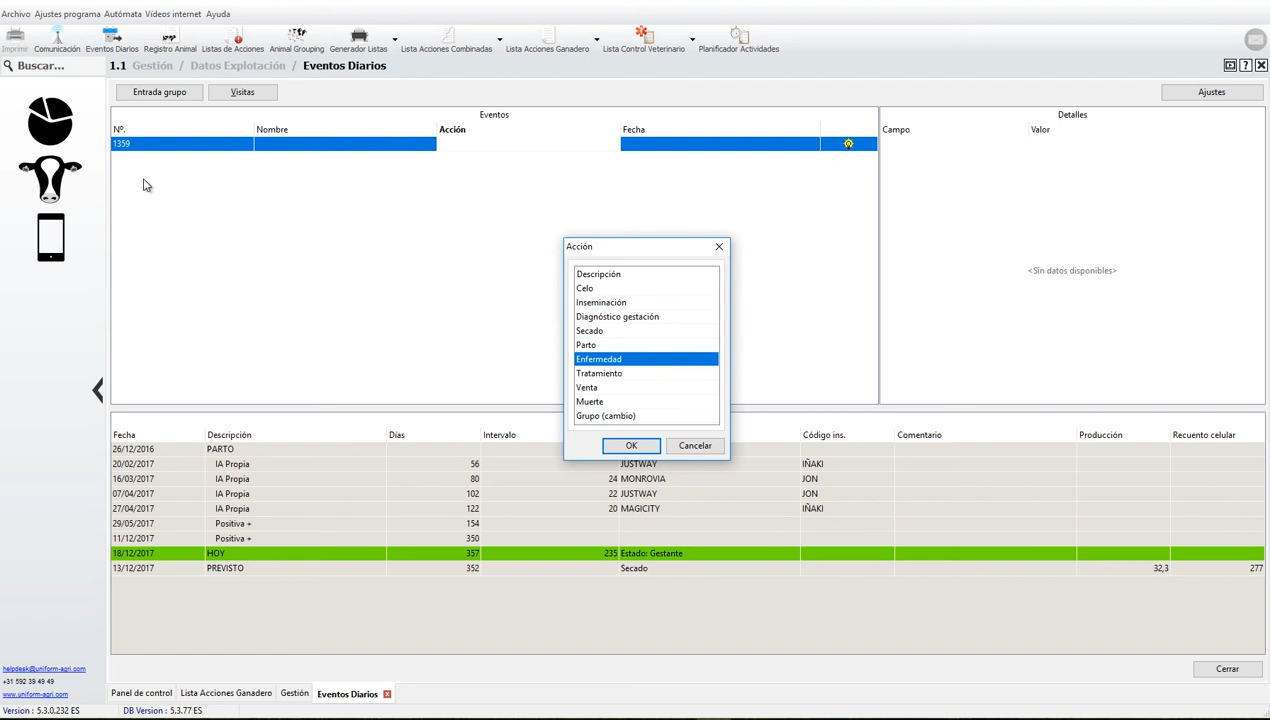 Archivo Ajustes programa Autómata Vídeos internet Ayuda
Imprimir Comunicación Eventos Diarios Registro Animal Listas de Acciones Animal Grouping Generador Listas Lista Acciones Combinadas Lista Acciones Ganadero Lista Control Veterinario Planificador Actividades
Buscar... 1.1 Gestión / Datos Explotación / Eventos Diarios
Entrada grupo Visitas Ajustes
Eventos Detalles
Nº. Nombre Acción Fecha Campo Valor
1359
<Sin datos disponibles>
Acción
Descripción
Celo
Inseminación
Diagnóstico gestación
Secado
Parto
Enfermedad
Tratamiento
Venta
Muerte
Grupo (cambio)
OK Cancelar
Fecha Descripción Días Intervalo Código ins. Comentario Producción Recuento celular
26/12/2016 PARTO
20/02/2017 IA Propia 56 JUSTWAY IÑAKI
16/03/2017 IA Propia 80 24 MONROVIA JON
07/04/2017 IA Propia 102 22 JUSTWAY JON
27/04/2017 IA Propia 122 20 MAGICITY IÑAKI
29/05/2017 Positiva + 154
11/12/2017 Positiva + 350
18/12/2017 HOY 357 235 Estado: Gestante
13/12/2017 PREVISTO 352 Secado 32,3 277
Cerrar
helpdesk@uniform-agri.com
+31 592 39 49 49
www.uniform-agri.com
Panel de control Lista Acciones Ganadero Gestión Eventos Diarios
Version : 5.3.0.232 ES DB Version : 5.3.77 ES